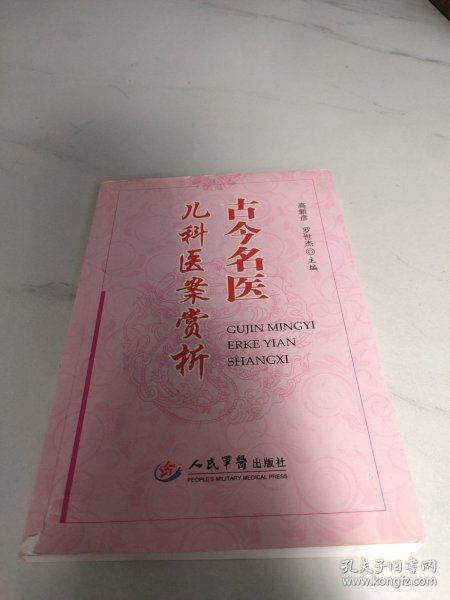 古今名医
儿科医案赏析
高新彦 罗世杰◎主编
GUJIN MINGYI
ERKE YIAN
SHANGXI
人民军医出版社
PEOPLE'S MILITARY MEDICAL PRESS
孔夫子旧书网
www.kongfz.com